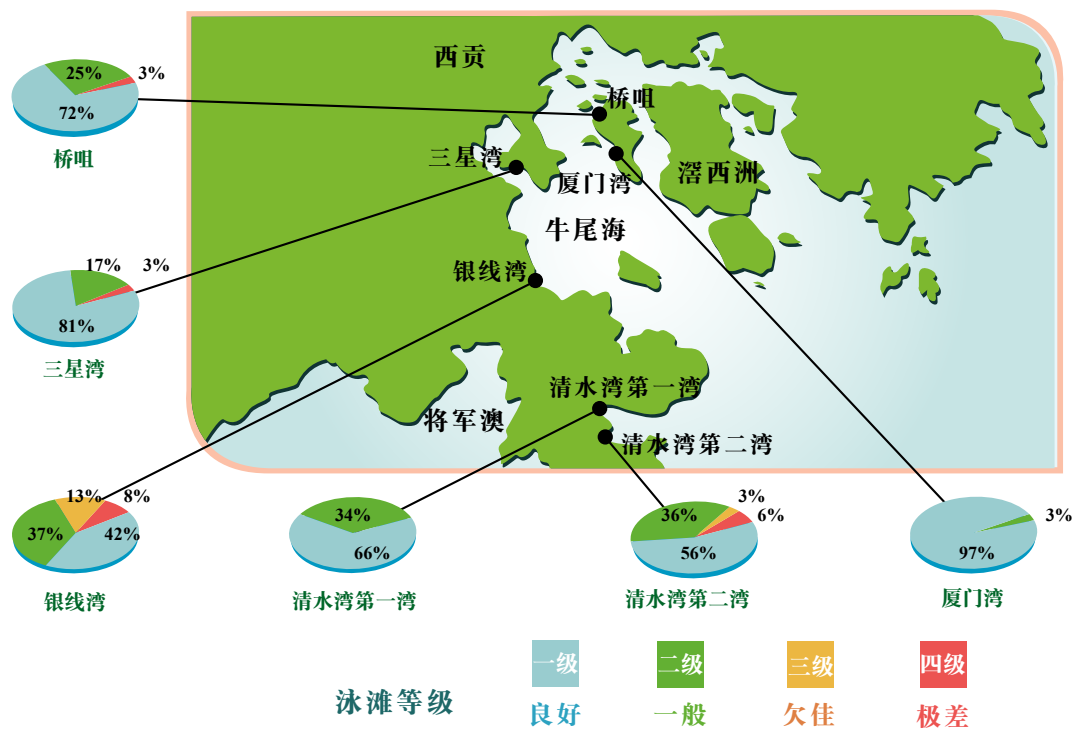 西贡
25%
3%
72%
桥咀
桥咀
三星湾
厦门湾
滘西洲
牛尾海
银线湾
17%
3%
81%
三星湾
清水湾第一湾
将军澳
清水湾第二湾
13%
8%
37%
42%
银线湾
34%
66%
清水湾第一湾
3%
36%
6%
56%
清水湾第二湾
3%
97%
厦门湾
泳滩等级
一级
二级
三级
四级
良好
一般
欠佳
极差